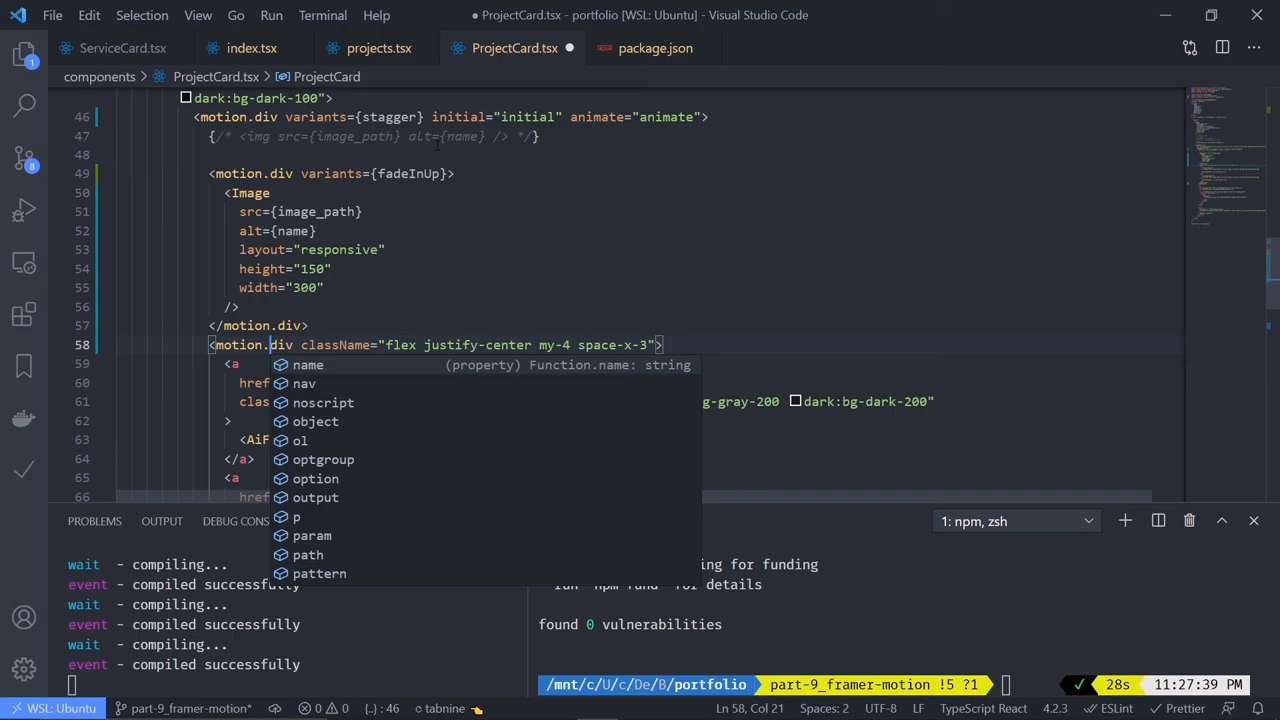 File Edit Selection View Go Run Terminal Help
● ProjectCard.tsx - portfolio [WSL: Ubuntu] - Visual Studio Code
ServiceCard.tsx index.tsx projects.tsx ProjectCard.tsx ● package.json
components > ProjectCard.tsx > ProjectCard
dark:bg-dark-100">
46 <motion.div variants={stagger} initial="initial" animate="animate">
47 {/* <img src={image_path} alt={name} /> */}
48
49 <motion.div variants={fadeInUp}>
50 <Image
51 src={image_path}
52 alt={name}
53 layout="responsive"
54 height="150"
55 width="300"
56 />
57 </motion.div>
58 <motion.div className="flex justify-center my-4 space-x-3">
59 <a
name (property) Function.name: string
60 href
nav
61 clas
noscript
g-gray-200 dark:bg-dark-200"
62 >
object
63 <AiF
ol
64 </a>
optgroup
65 <a
option
66 href
output
p
param
path
pattern
PROBLEMS OUTPUT DEBUG CONS
1: npm, zsh
wait - compiling...
event - compiled successfully
wait - compiling...
event - compiled successfully
wait - compiling...
event - compiled successfully
ng for funding
run `npm fund` for details
found 0 vulnerabilities
/mnt/c/U/c/De/B/portfolio part-9_framer-motion !5 ?1 ✓ 28s 11:27:39 PM
1
8
WSL: Ubuntu part-9_framer-motion* 0 0 {..}: 46 tabnine 👈 Ln 58, Col 21 Spaces: 2 UTF-8 LF TypeScript React 4.2.3 ESLint Prettier